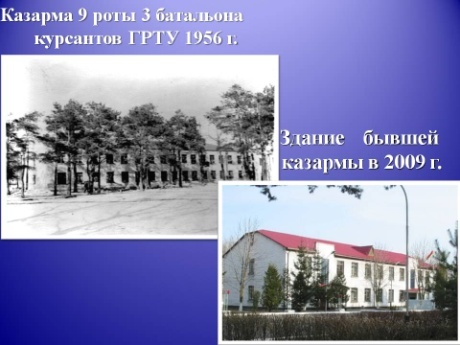 Казарма 9 роты 3 батальона
курсантов ГРТУ 1956 г.
Здание бывшей
казармы в 2009 г.